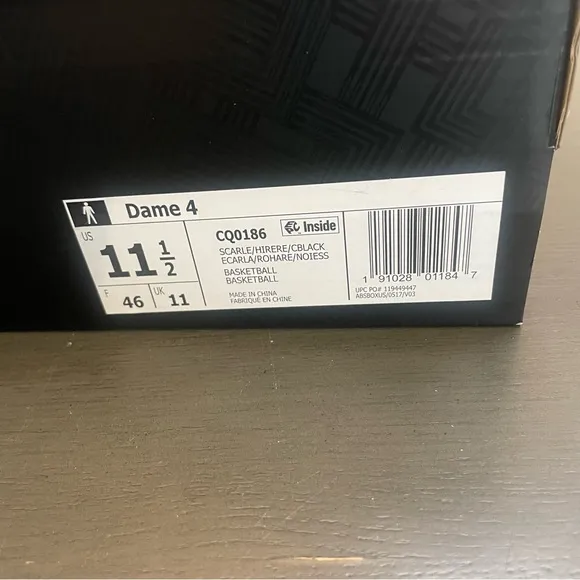 Dame 4
US
11 1/2
F
46
UK
11
CQ0186
Inside
SCARLE/HIRERE/CBLACK
ECARLA/ROHARE/NOIESS
BASKETBALL
BASKETBALL
MADE IN CHINA
FABRIQUÉ EN CHINE
1 91028 01184 7
UPC PO# 119449447
ABSBOXUS/0517/V03